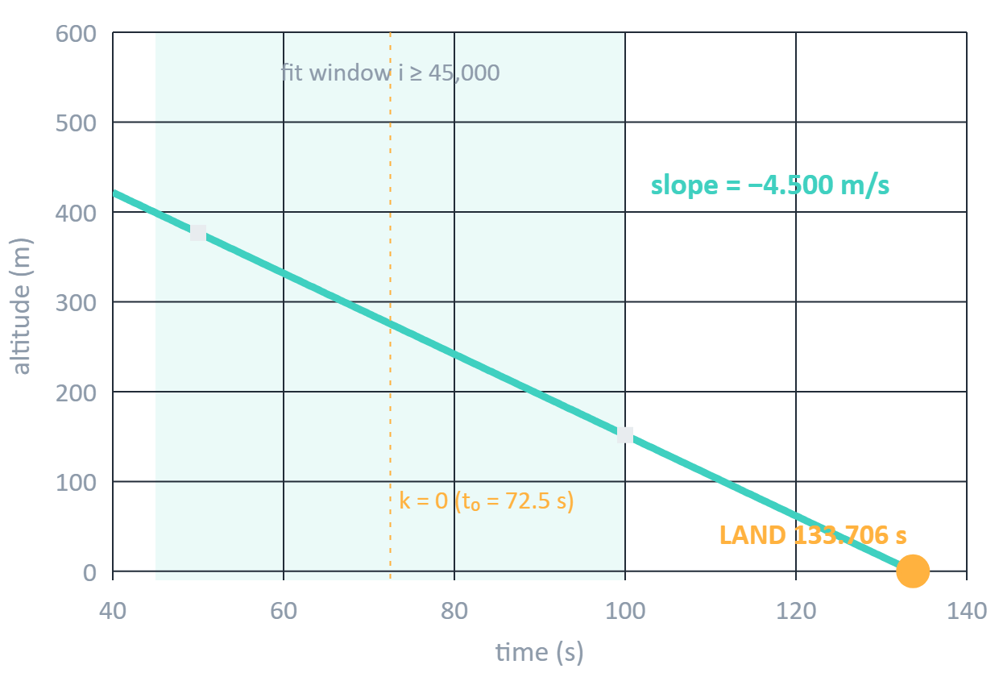 600
500
400
300
200
100
0
altitude (m)
fit window i ≥ 45,000
slope = −4.500 m/s
k = 0 (t₀ = 72.5 s)
LAND 133.706 s
40 60 80 100 120 140
time (s)